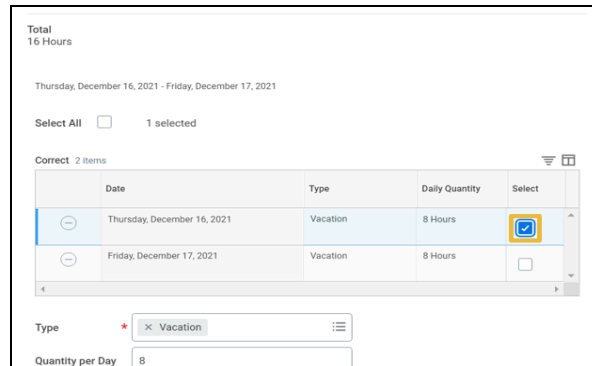 Total
16 Hours
Thursday, December 16, 2021 - Friday, December 17, 2021
Select All 1 selected
Correct 2 items
Date Type Daily Quantity Select
Thursday, December 16, 2021 Vacation 8 Hours
Friday, December 17, 2021 Vacation 8 Hours
Type * × Vacation
Quantity per Day 8